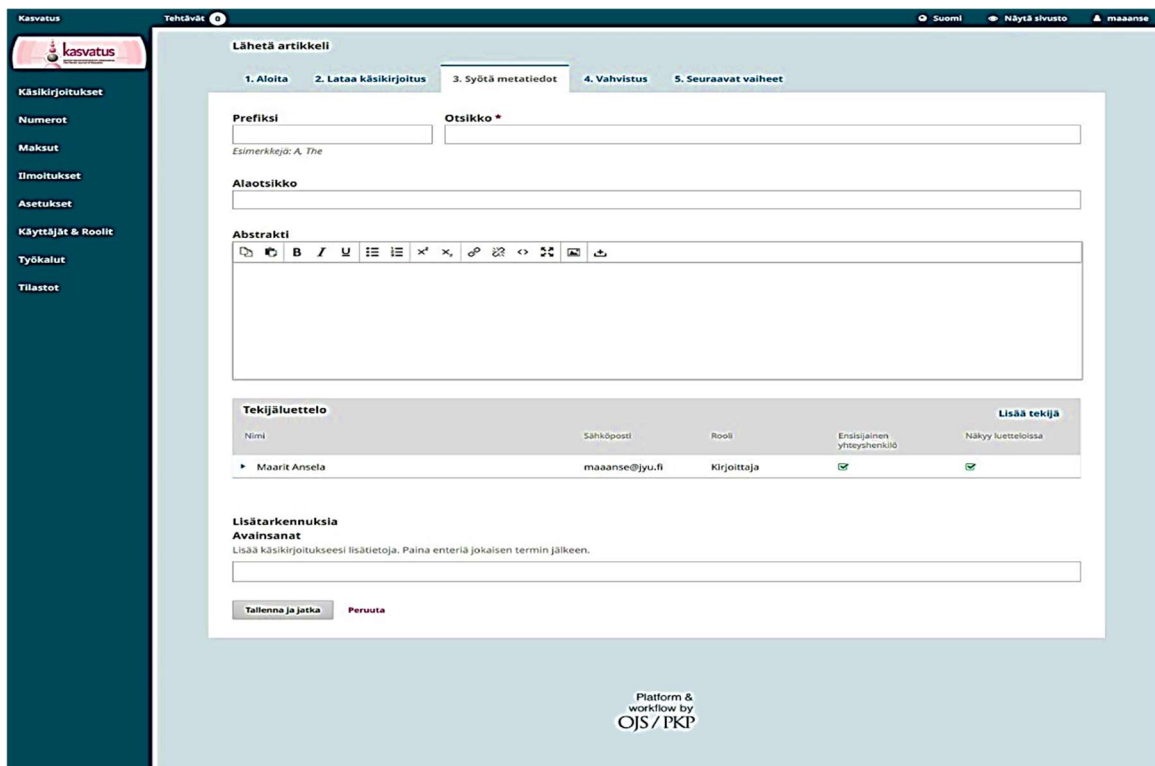 Kasvatus
Tehtävät 0
Suomi Näytä sivusto maaanse
kasvatus
Käsikirjoitukset
Numerot
Maksut
Ilmoitukset
Asetukset
Käyttäjät & Roolit
Työkalut
Tilastot
Lähetä artikkeli
1. Aloita 2. Lataa käsikirjoitus 3. Syötä metatiedot 4. Vahvistus 5. Seuraavat vaiheet
Prefiksi Otsikko *
Esimerkkejä: A, The
Alaotsikko
Abstrakti
Tekijäluettelo Lisää tekijä
Nimi Sähköposti Rooli Ensisijainen yhteyshenkilö Näkyy luetteloissa
Maarit Ansela maaanse@jyu.fi Kirjoittaja
Lisätarkennuksia
Avainsanat
Lisää käsikirjoitukseesi lisätietoja. Paina enteriä jokaisen termin jälkeen.
Tallenna ja jatka Peruuta
Platform &
workflow by
OJS / PKP